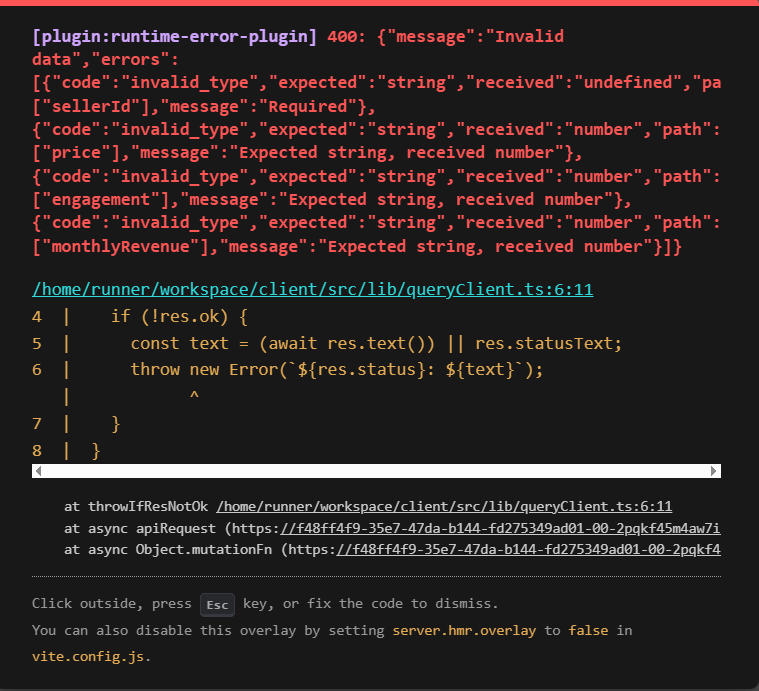 [plugin:runtime-error-plugin] 400: {"message":"Invalid
data","errors":
[{"code":"invalid_type","expected":"string","received":"undefined","pa
["sellerId"],"message":"Required"},
{"code":"invalid_type","expected":"string","received":"number","path":
["price"],"message":"Expected string, received number"},
{"code":"invalid_type","expected":"string","received":"number","path":
["engagement"],"message":"Expected string, received number"},
{"code":"invalid_type","expected":"string","received":"number","path":
["monthlyRevenue"],"message":"Expected string, received number"}]}
/home/runner/workspace/client/src/lib/queryClient.ts:6:11
4  |    if (!res.ok) {
5  |      const text = (await res.text()) || res.statusText;
6  |      throw new Error(`${res.status}: ${text}`);
   |            ^
7  |    }
8  |  }
at throwIfResNotOk /home/runner/workspace/client/src/lib/queryClient.ts:6:11
at async apiRequest (https://f48ff4f9-35e7-47da-b144-fd275349ad01-00-2pqkf45m4aw7i
at async Object.mutationFn (https://f48ff4f9-35e7-47da-b144-fd275349ad01-00-2pqkf4
Click outside, press Esc key, or fix the code to dismiss.
You can also disable this overlay by setting server.hmr.overlay to false in
vite.config.js.